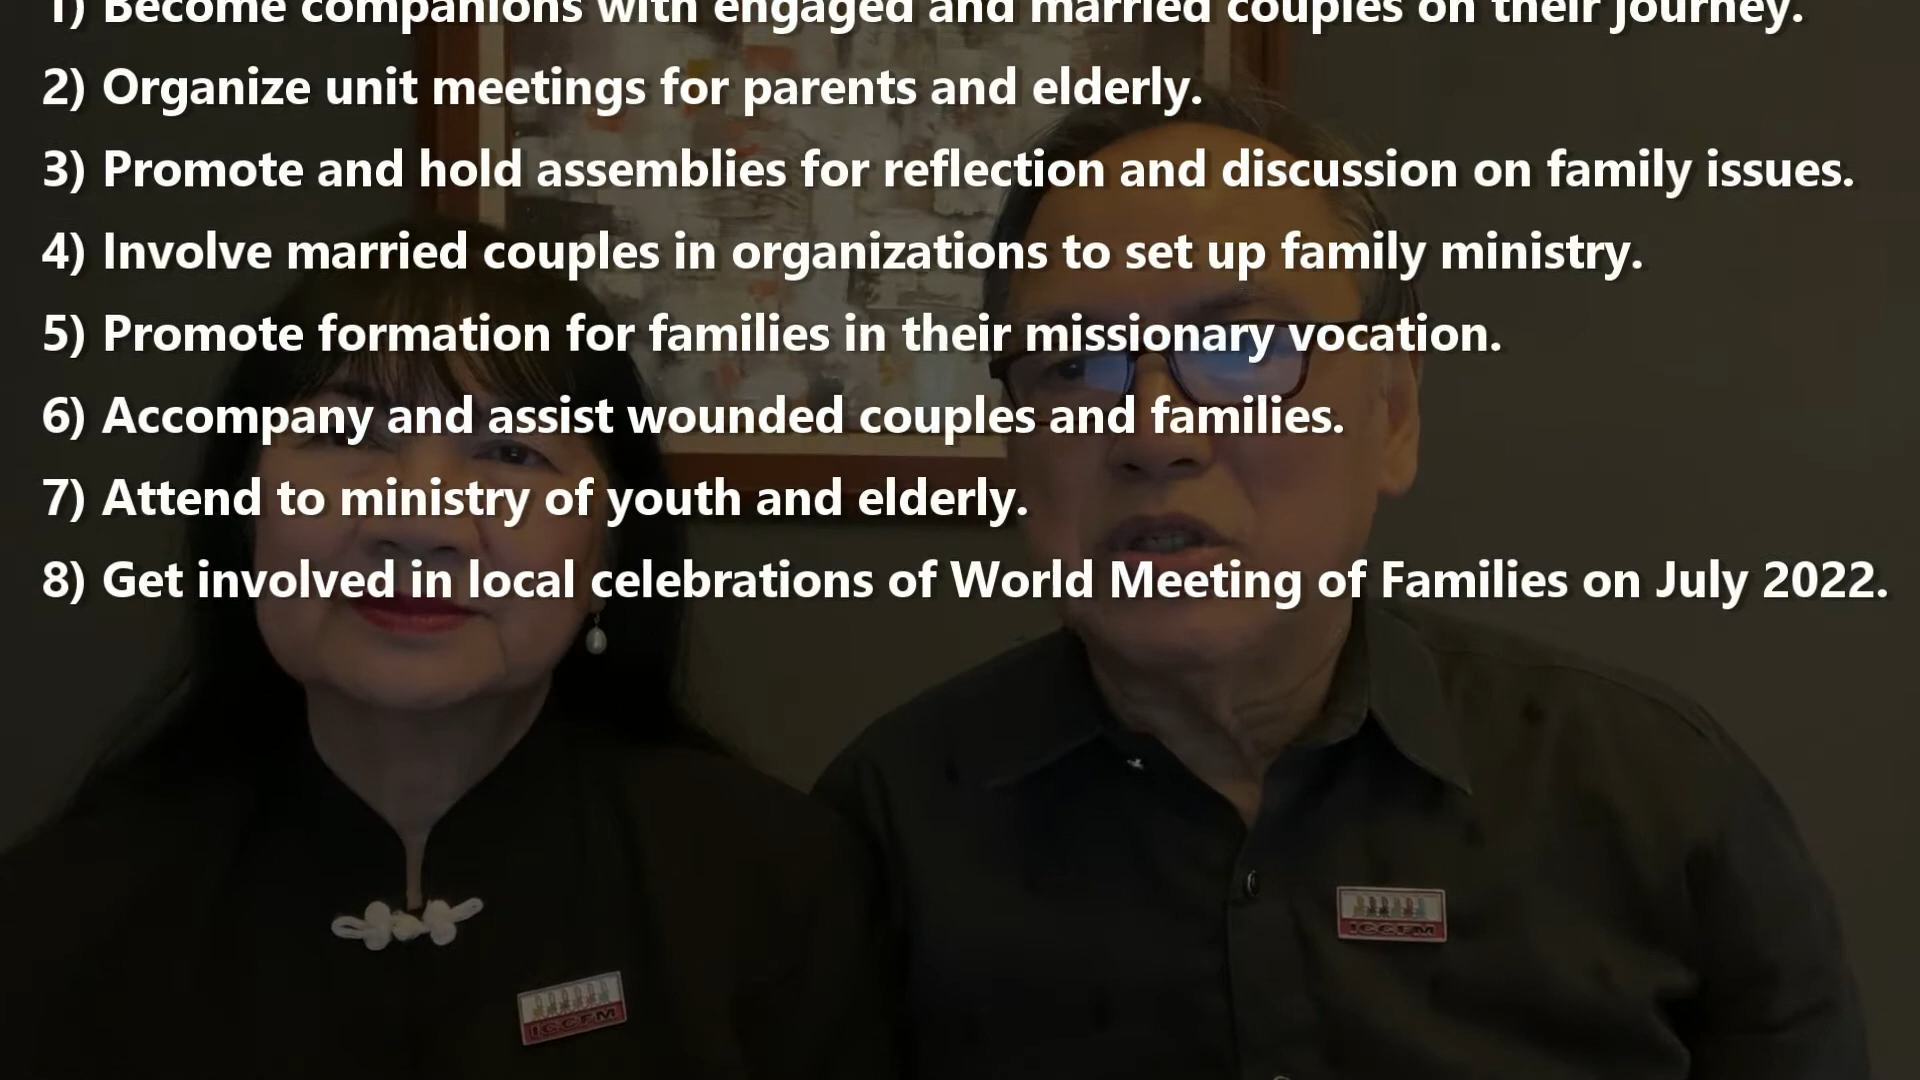 1) Become companions with engaged and married couples on their journey.
2) Organize unit meetings for parents and elderly.
3) Promote and hold assemblies for reflection and discussion on family issues.
4) Involve married couples in organizations to set up family ministry.
5) Promote formation for families in their missionary vocation.
6) Accompany and assist wounded couples and families.
7) Attend to ministry of youth and elderly.
8) Get involved in local celebrations of World Meeting of Families on July 2022.
ICCFM
ICCFM